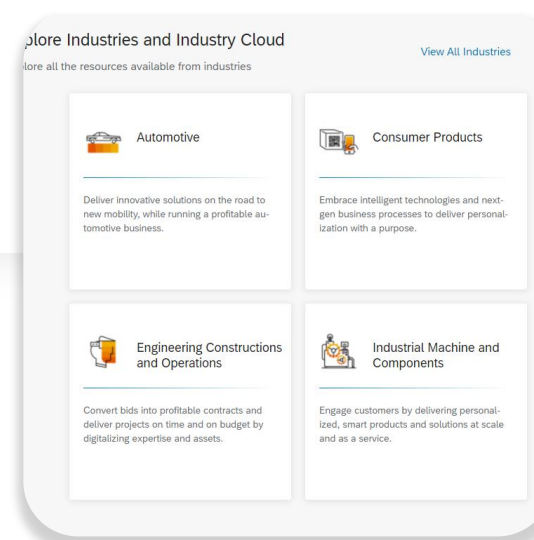 plore Industries and Industry Cloud
View All Industries
lore all the resources available from industries
Automotive
Deliver innovative solutions on the road to
new mobility, while running a profitable au-
tomotive business.
Consumer Products
Embrace intelligent technologies and next-
gen business processes to deliver personal-
ization with a purpose.
Engineering Constructions
and Operations
Convert bids into profitable contracts and
deliver projects on time and on budget by
digitalizing expertise and assets.
Industrial Machine and
Components
Engage customers by delivering personal-
ized, smart products and solutions at scale
and as a service.